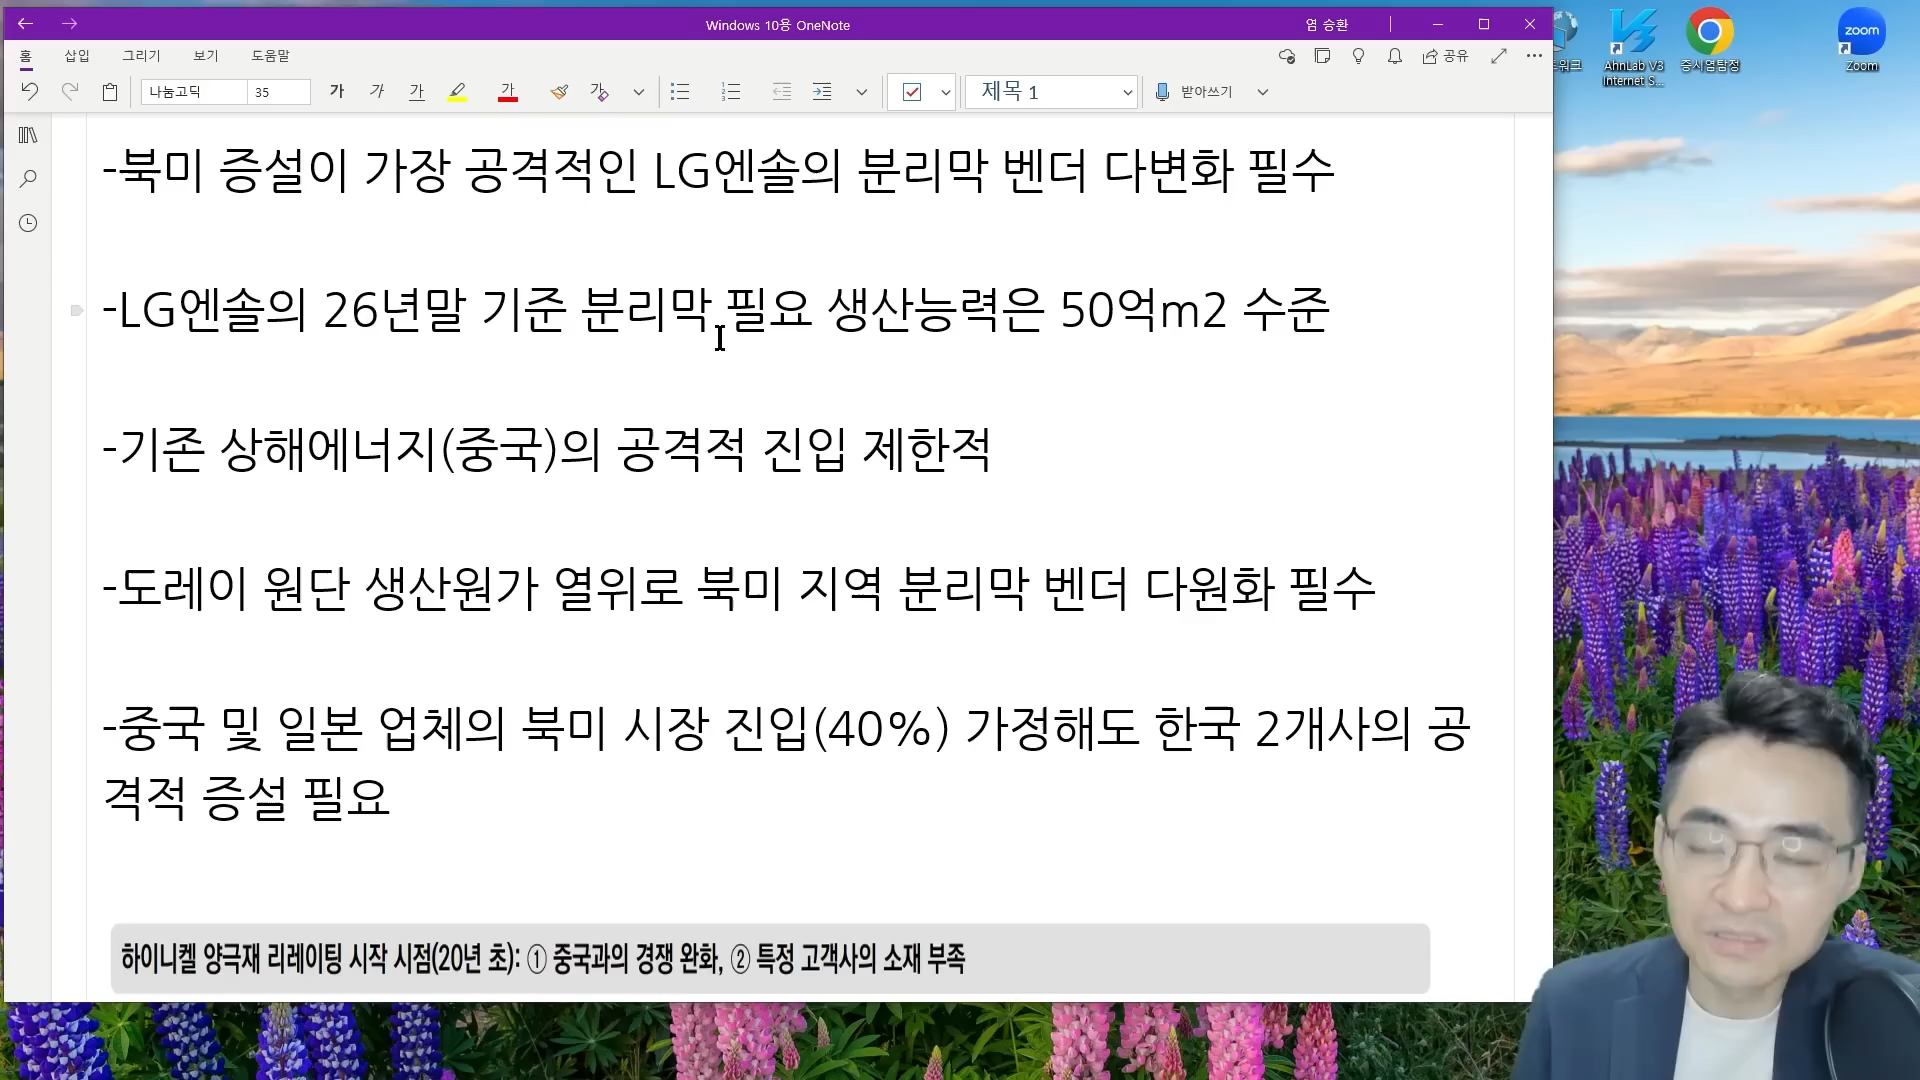 Windows 10용 OneNote
염 승환
홈 삽입 그리기 보기 도움말
공유
나눔고딕 35 가 가 가 가 가 제목 1 받아쓰기
-북미 증설이 가장 공격적인 LG엔솔의 분리막 벤더 다변화 필수
-LG엔솔의 26년말 기준 분리막 필요 생산능력은 50억m2 수준
-기존 상해에너지(중국)의 공격적 진입 제한적
-도레이 원단 생산원가 열위로 북미 지역 분리막 벤더 다원화 필수
-중국 및 일본 업체의 북미 시장 진입(40%) 가정해도 한국 2개사의 공
격적 증설 필요
하이니켈 양극재 리레이팅 시작 시점(20년 초): ① 중국과의 경쟁 완화, ② 특정 고객사의 소재 부족
AhnLab V3
Internet S...
증시염탐정
zoom
Zoom